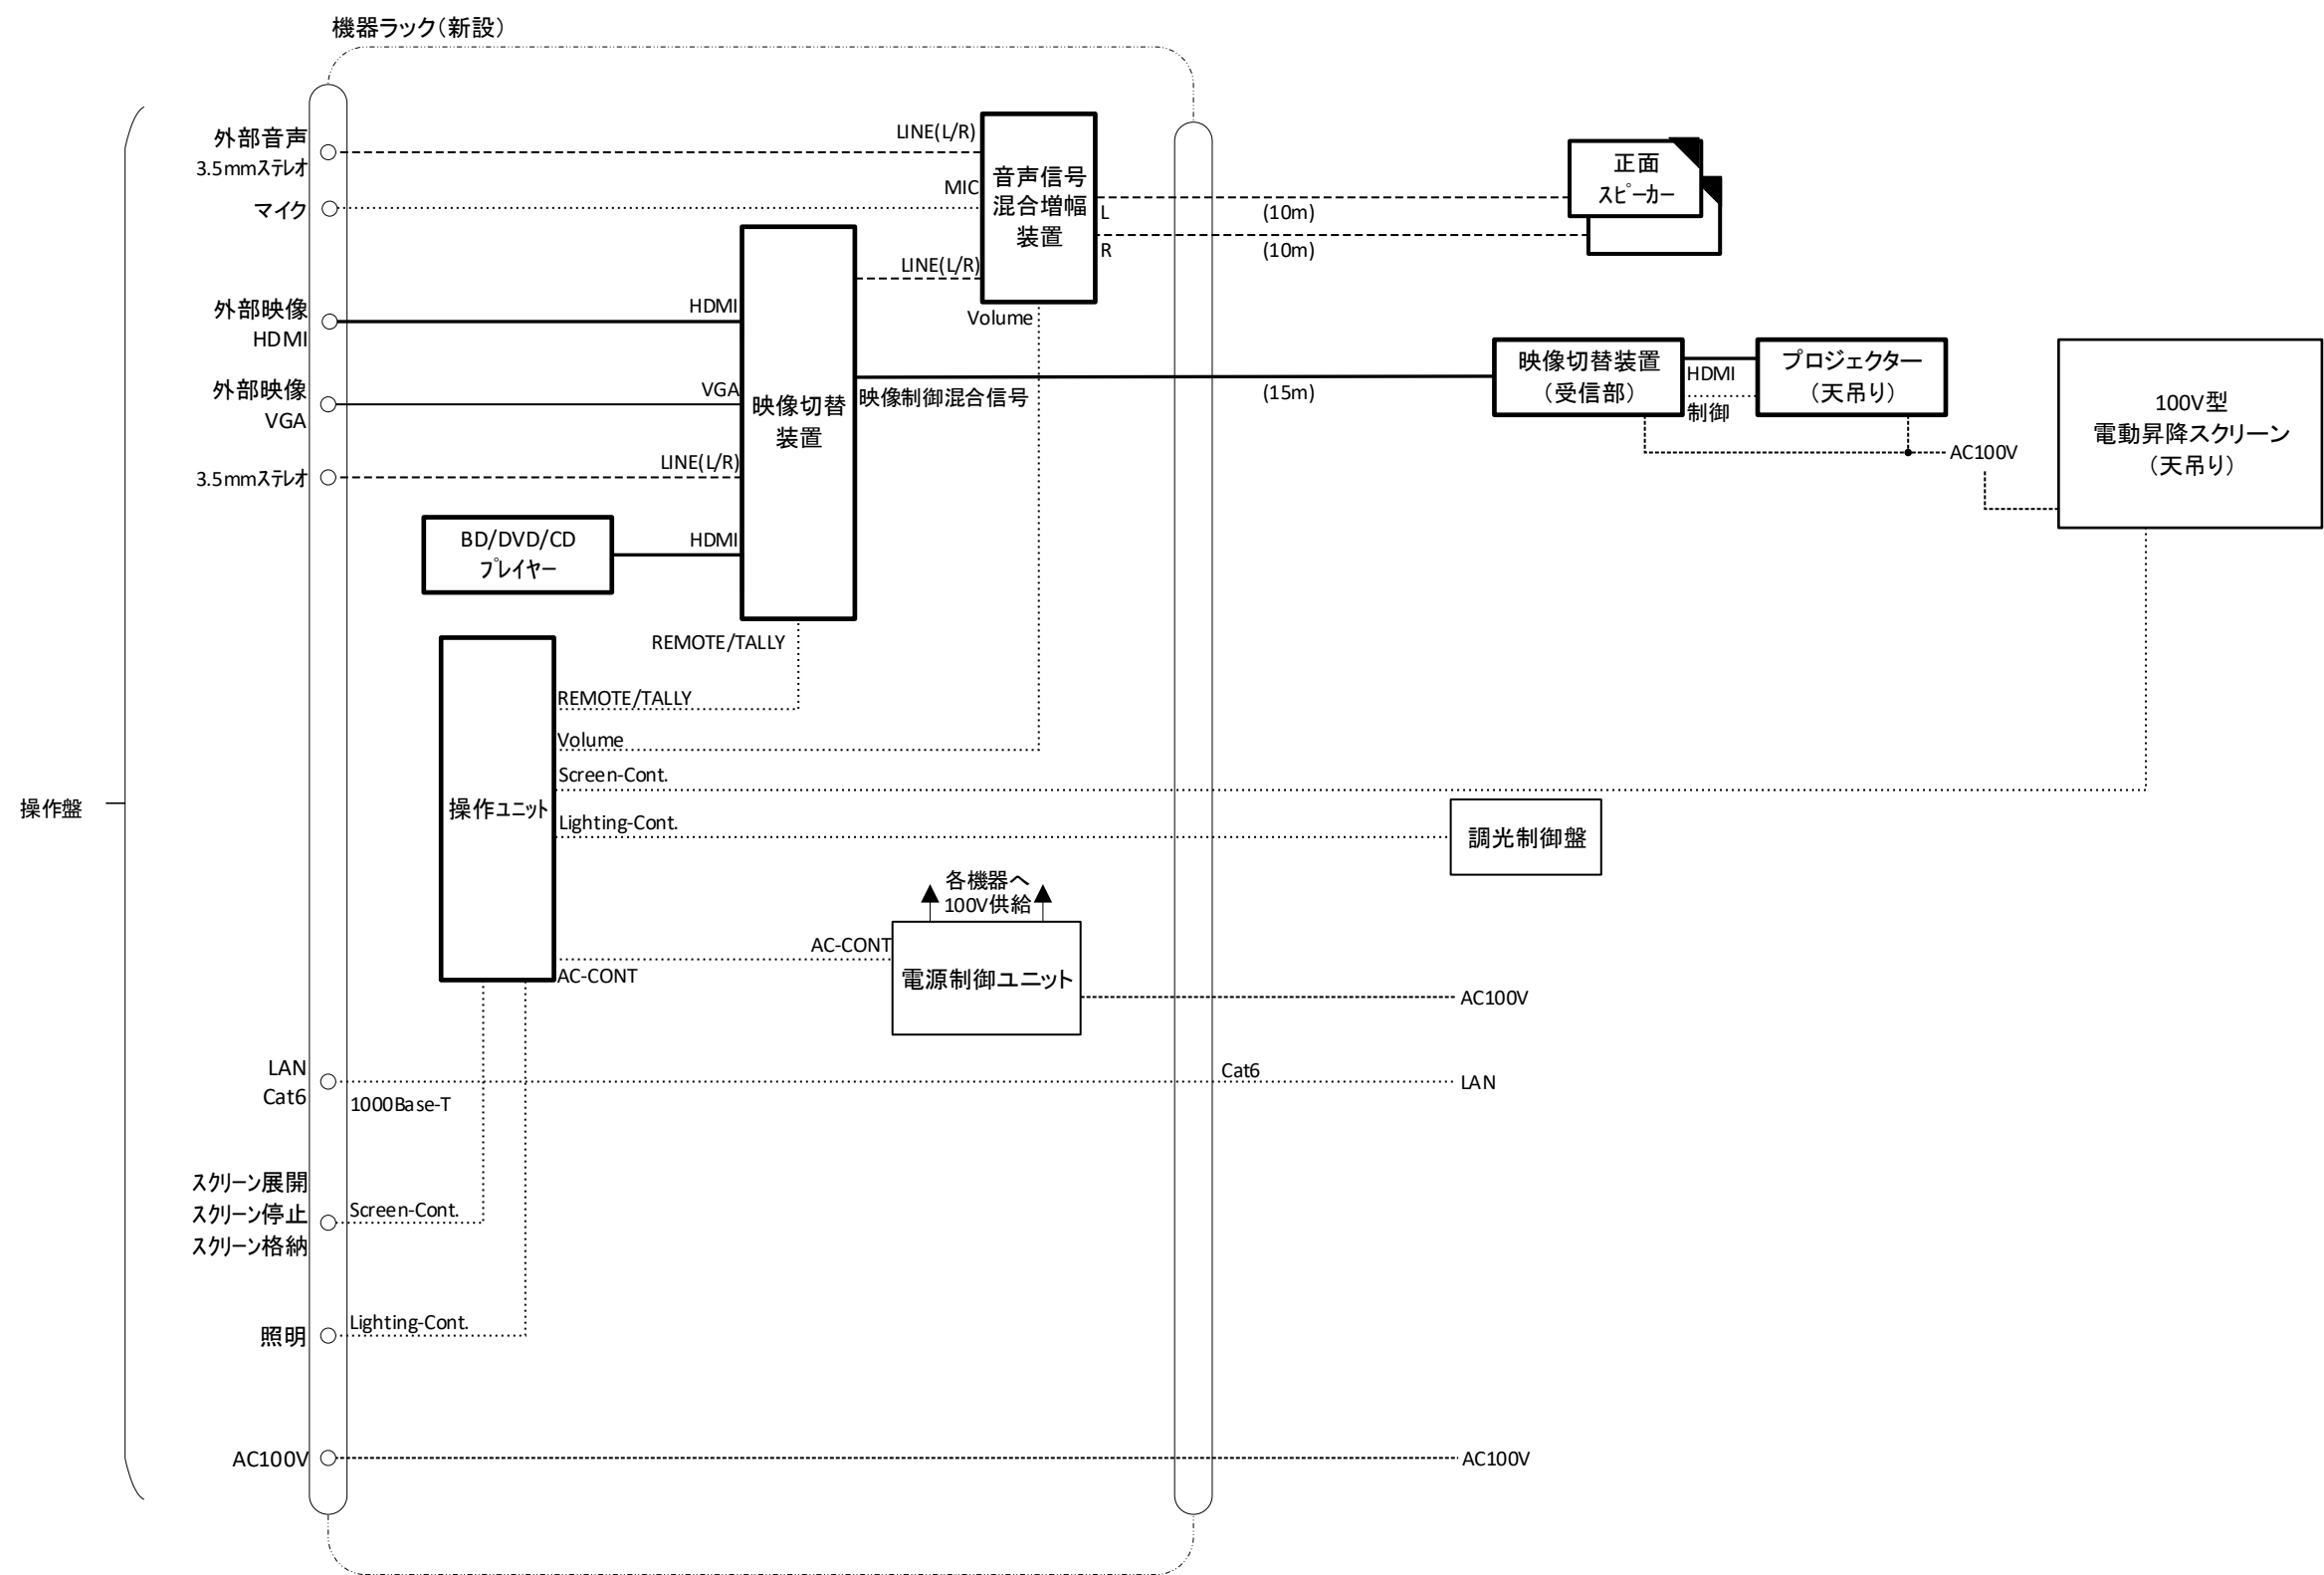 機器ラック（新設）
外部音声
3.5mmステレオ
マイク
LINE(L/R)
MIC
音声信号
混合増幅
装置
L
R
(10m)
(10m)
正面
スピーカー
LINE(L/R)
Volume
外部映像
HDMI
HDMI
外部映像
VGA
VGA
3.5mmステレオ
LINE(L/R)
映像切替
装置
映像制御混合信号
(15m)
映像切替装置
（受信部）
HDMI
制御
プロジェクター
（天吊り）
AC100V
100V型
電動昇降スクリーン
（天吊り）
BD/DVD/CD
プレイヤー
HDMI
REMOTE/TALLY
REMOTE/TALLY
Volume
Screen-Cont.
Lighting-Cont.
操作盤
操作ユニット
調光制御盤
各機器へ
100V供給
AC-CONT
AC-CONT
電源制御ユニット
AC100V
LAN
Cat6
1000Base-T
Cat6
LAN
スクリーン展開
スクリーン停止
スクリーン格納
Screen-Cont.
照明
Lighting-Cont.
AC100V
AC100V